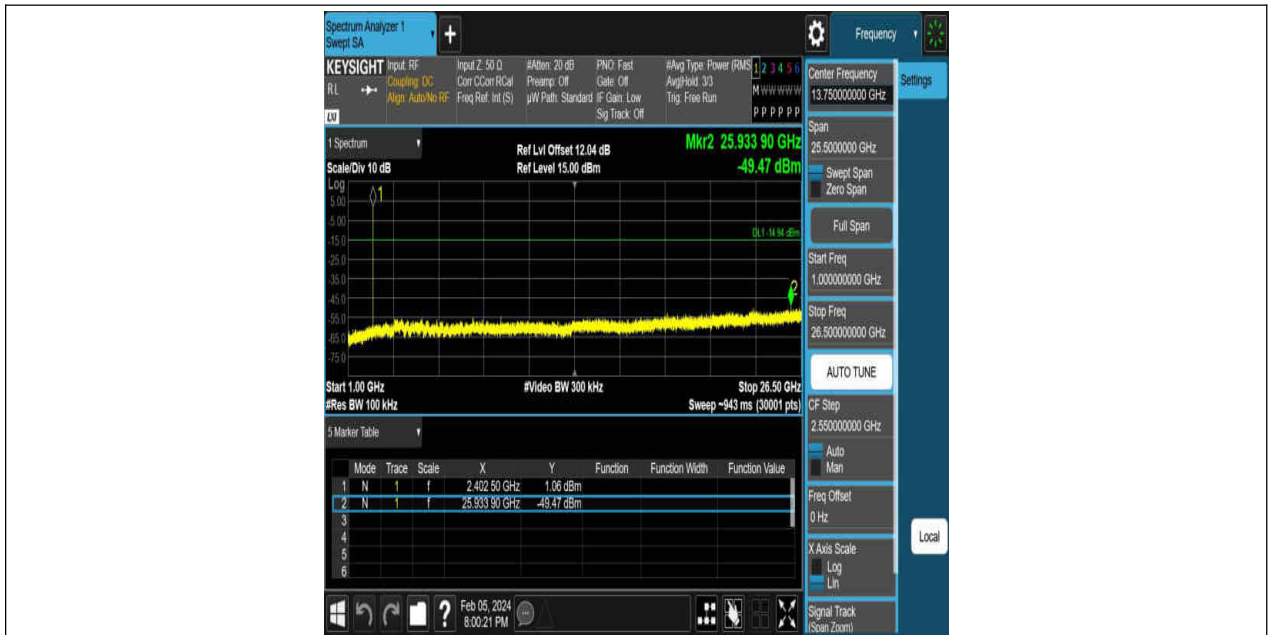 Spectrum Analyzer 1
Swept SA
+
Frequency
KEYSIGHT
RL
LXI
Input: RF
Coupling: DC
Align: Auto/No RF
Input Z: 50 Ω
Corr CCorr RCal
Freq Ref: Int (S)
#Atten: 20 dB
Preamp: Off
µW Path: Standard
PNO: Fast
Gate: Off
IF Gain: Low
Sig Track: Off
#Avg Type: Power (RMS
Avg|Hold: 3/3
Trig: Free Run
1 2 3 4 5 6
M W W W W W
P P P P P P
1 Spectrum
Scale/Div 10 dB
Ref Lvl Offset 12.04 dB
Ref Level 15.00 dBm
Mkr2 25.933 90 GHz
-49.47 dBm
Log
5.00
-5.00
-15.0
-25.0
-35.0
-45.0
-55.0
-65.0
-75.0
1
DL1 -14.94 dBm
2
Start 1.00 GHz
#Res BW 100 kHz
#Video BW 300 kHz
Stop 26.50 GHz
Sweep ~943 ms (30001 pts)
5 Marker Table
Mode Trace Scale X Y Function Function Width Function Value
1 N 1 f 2.402 50 GHz 1.06 dBm
2 N 1 f 25.933 90 GHz -49.47 dBm
3
4
5
6
?
Feb 05, 2024
8:00:21 PM
Center Frequency
13.750000000 GHz
Span
25.5000000 GHz
Swept Span
Zero Span
Full Span
Start Freq
1.000000000 GHz
Stop Freq
26.500000000 GHz
AUTO TUNE
CF Step
2.550000000 GHz
Auto
Man
Freq Offset
0 Hz
X Axis Scale
Log
Lin
Signal Track
(Span Zoom)
Settings
Local